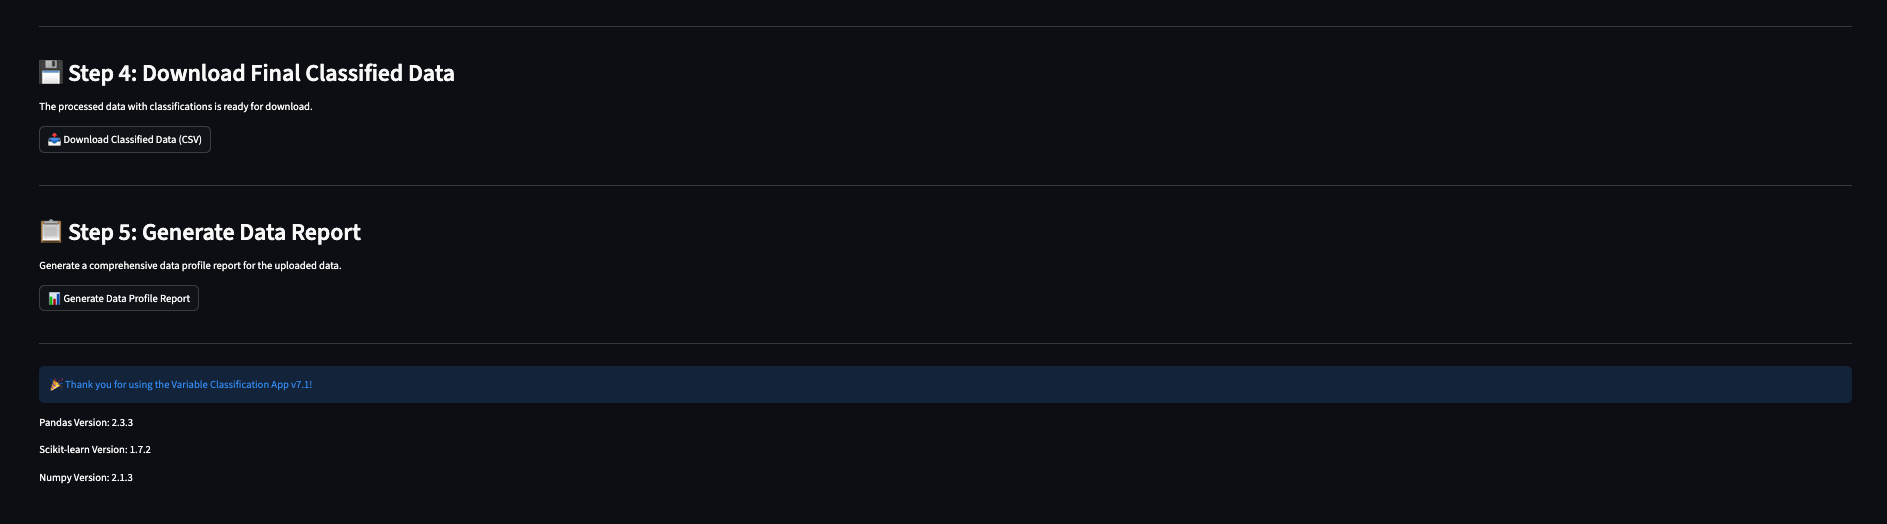 Step 4: Download Final Classified Data
The processed data with classifications is ready for download.
Download Classified Data (CSV)
Step 5: Generate Data Report
Generate a comprehensive data profile report for the uploaded data.
Generate Data Profile Report
Thank you for using the Variable Classification App v7.1!
Pandas Version: 2.3.3
Scikit-learn Version: 1.7.2
Numpy Version: 2.1.3